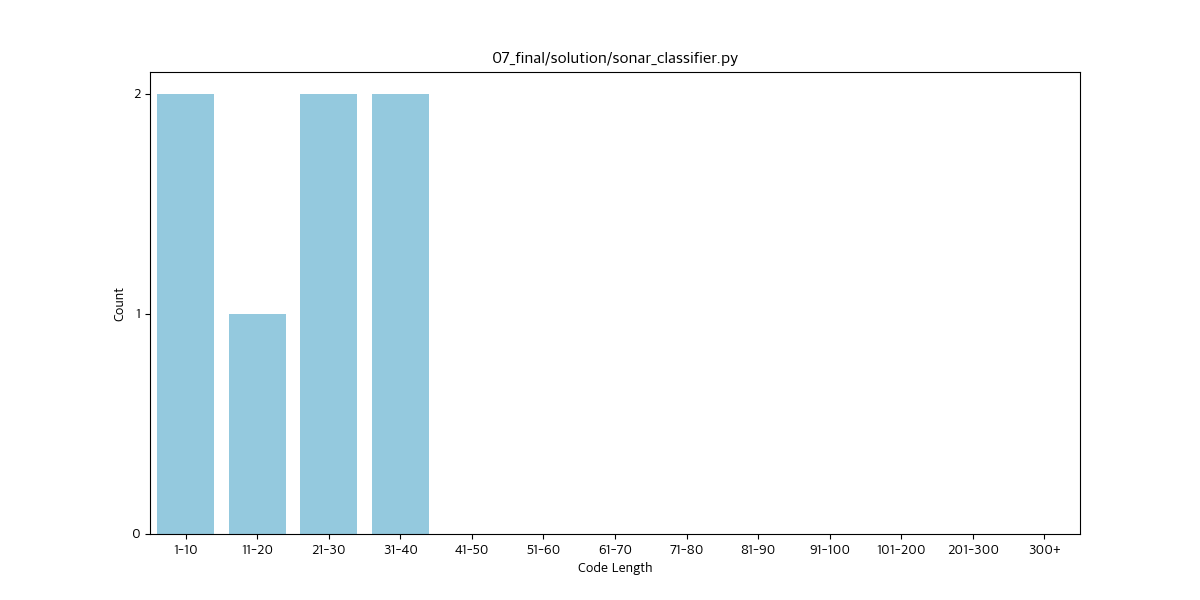 07_final/solution/sonar_classifier.py
Count
2
1
0
1-10 11-20 21-30 31-40 41-50 51-60 61-70 71-80 81-90 91-100 101-200 201-300 300+
Code Length